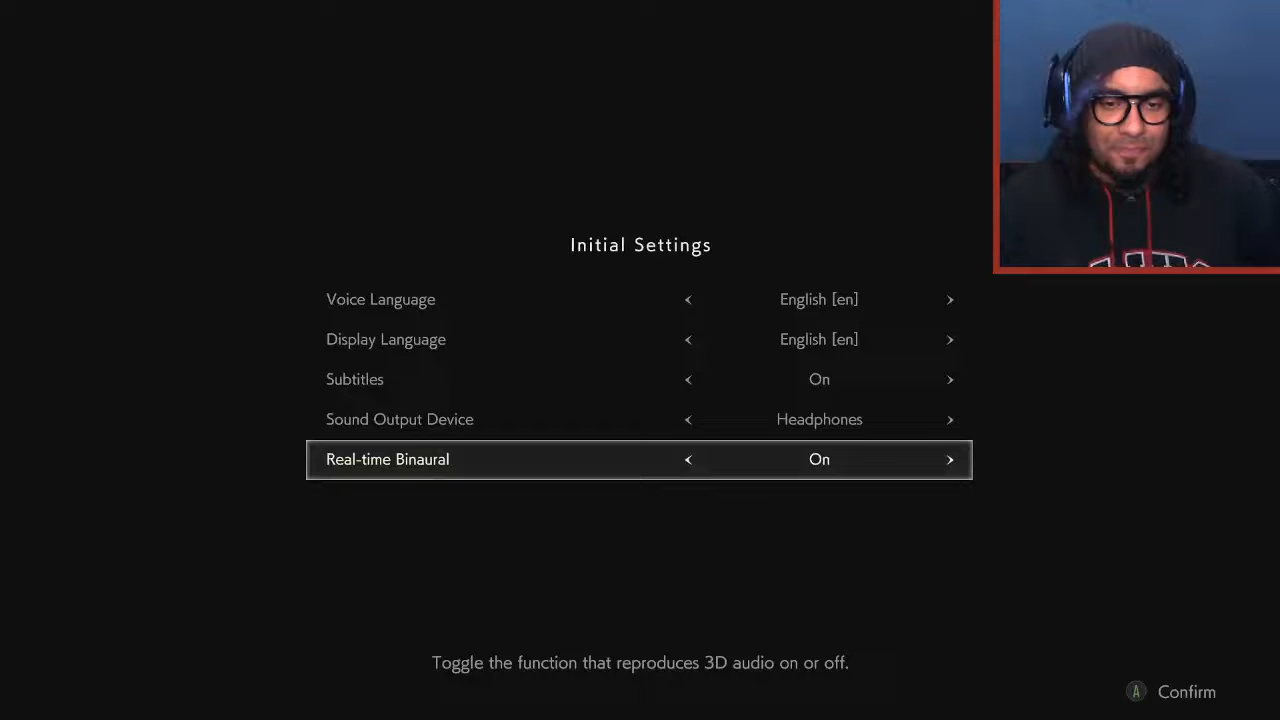 Initial Settings
Voice Language < English [en] >
Display Language < English [en] >
Subtitles < On >
Sound Output Device < Headphones >
Real-time Binaural < On >
Toggle the function that reproduces 3D audio on or off.
A Confirm